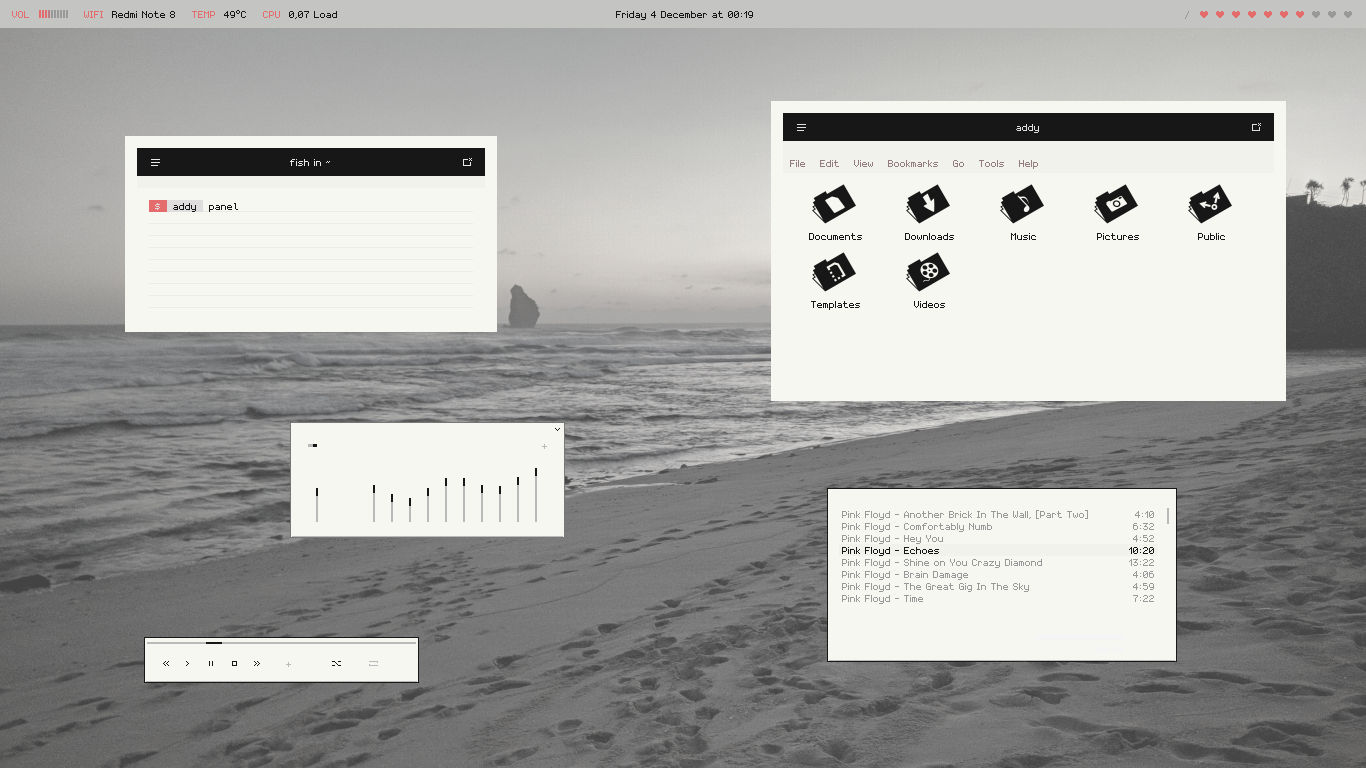 VOL WIFI Redmi Note 8 TEMP 49°C CPU 0,07 Load
Friday 4 December at 00:19
/
fish in ~
$ addy panel
addy
File Edit View Bookmarks Go Tools Help
Documents Downloads Music Pictures Public
Templates Videos
Pink Floyd - Another Brick In The Wall, [Part Two] 4:10
Pink Floyd - Comfortably Numb 6:32
Pink Floyd - Hey You 4:52
Pink Floyd - Echoes 10:20
Pink Floyd - Shine on You Crazy Diamond 13:22
Pink Floyd - Brain Damage 4:06
Pink Floyd - The Great Gig In The Sky 4:59
Pink Floyd - Time 7:22